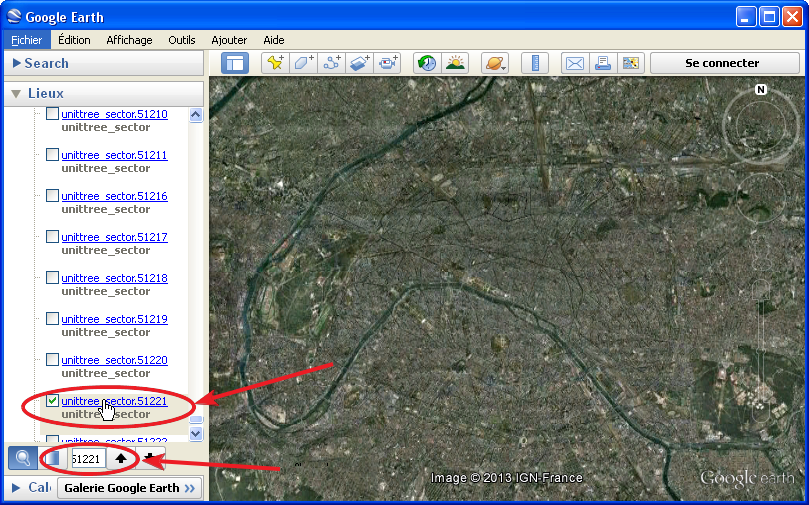 Google Earth
Fichier Édition Affichage Outils Ajouter Aide
Search
Se connecter
Lieux
N
unittree_sector.51210
unittree_sector
unittree_sector.51211
unittree_sector
unittree_sector.51216
unittree_sector
unittree_sector.51217
unittree_sector
unittree_sector.51218
unittree_sector
unittree_sector.51219
unittree_sector
unittree_sector.51220
unittree_sector
unittree_sector.51221
unittree_sector
unittree_sector.51222
51221
Image © 2013 IGN-France
Google earth
Cal
Galerie Google Earth »